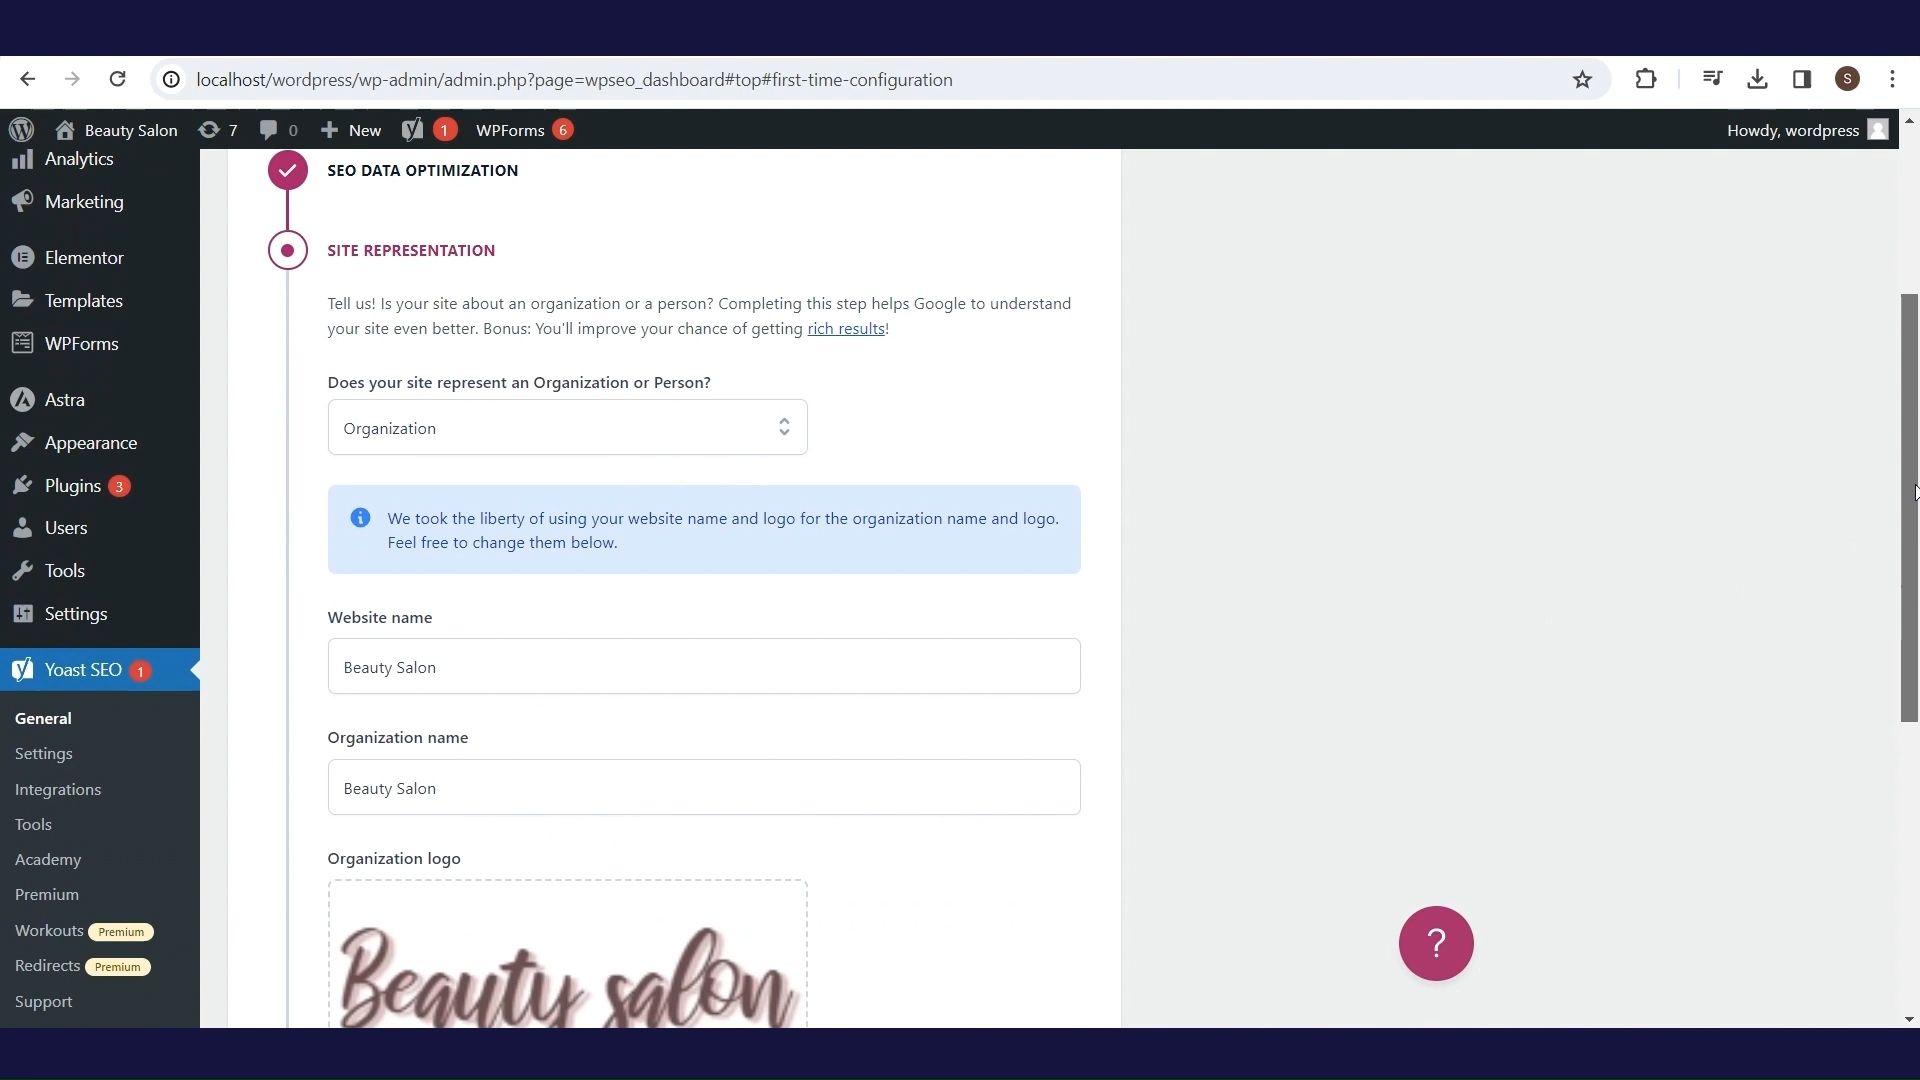 localhost/wordpress/wp-admin/admin.php?page=wpseo_dashboard#top#first-time-configuration
S
Beauty Salon
7
0
New
1
WPForms 6
Howdy, wordpress
Analytics
Marketing
Elementor
Templates
WPForms
Astra
Appearance
Plugins 3
Users
Tools
Settings
Yoast SEO 1
General
Settings
Integrations
Tools
Academy
Premium
Workouts Premium
Redirects Premium
Support
SEO DATA OPTIMIZATION
SITE REPRESENTATION
Tell us! Is your site about an organization or a person? Completing this step helps Google to understand
your site even better. Bonus: You'll improve your chance of getting rich results!
Does your site represent an Organization or Person?
Organization
We took the liberty of using your website name and logo for the organization name and logo.
Feel free to change them below.
Website name
Beauty Salon
Organization name
Beauty Salon
Organization logo
Beauty salon
?